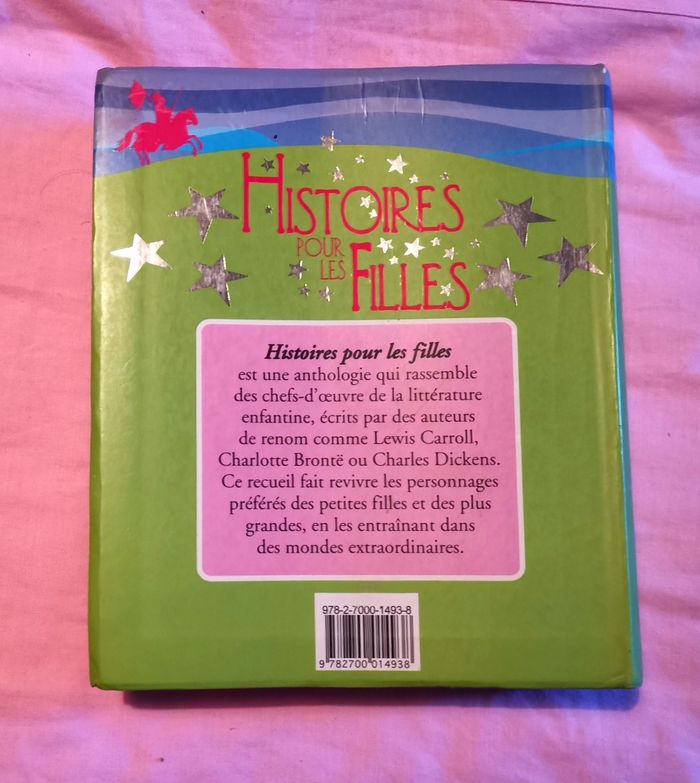 HISTOIRES
POUR
LES FILLES
Histoires pour les filles
est une anthologie qui rassemble
des chefs-d'œuvre de la littérature
enfantine, écrits par des auteurs
de renom comme Lewis Carroll,
Charlotte Brontë ou Charles Dickens.
Ce recueil fait revivre les personnages
préférés des petites filles et des plus
grandes, en les entraînant dans
des mondes extraordinaires.
978-2-7000-1493-8
9 782700 014938